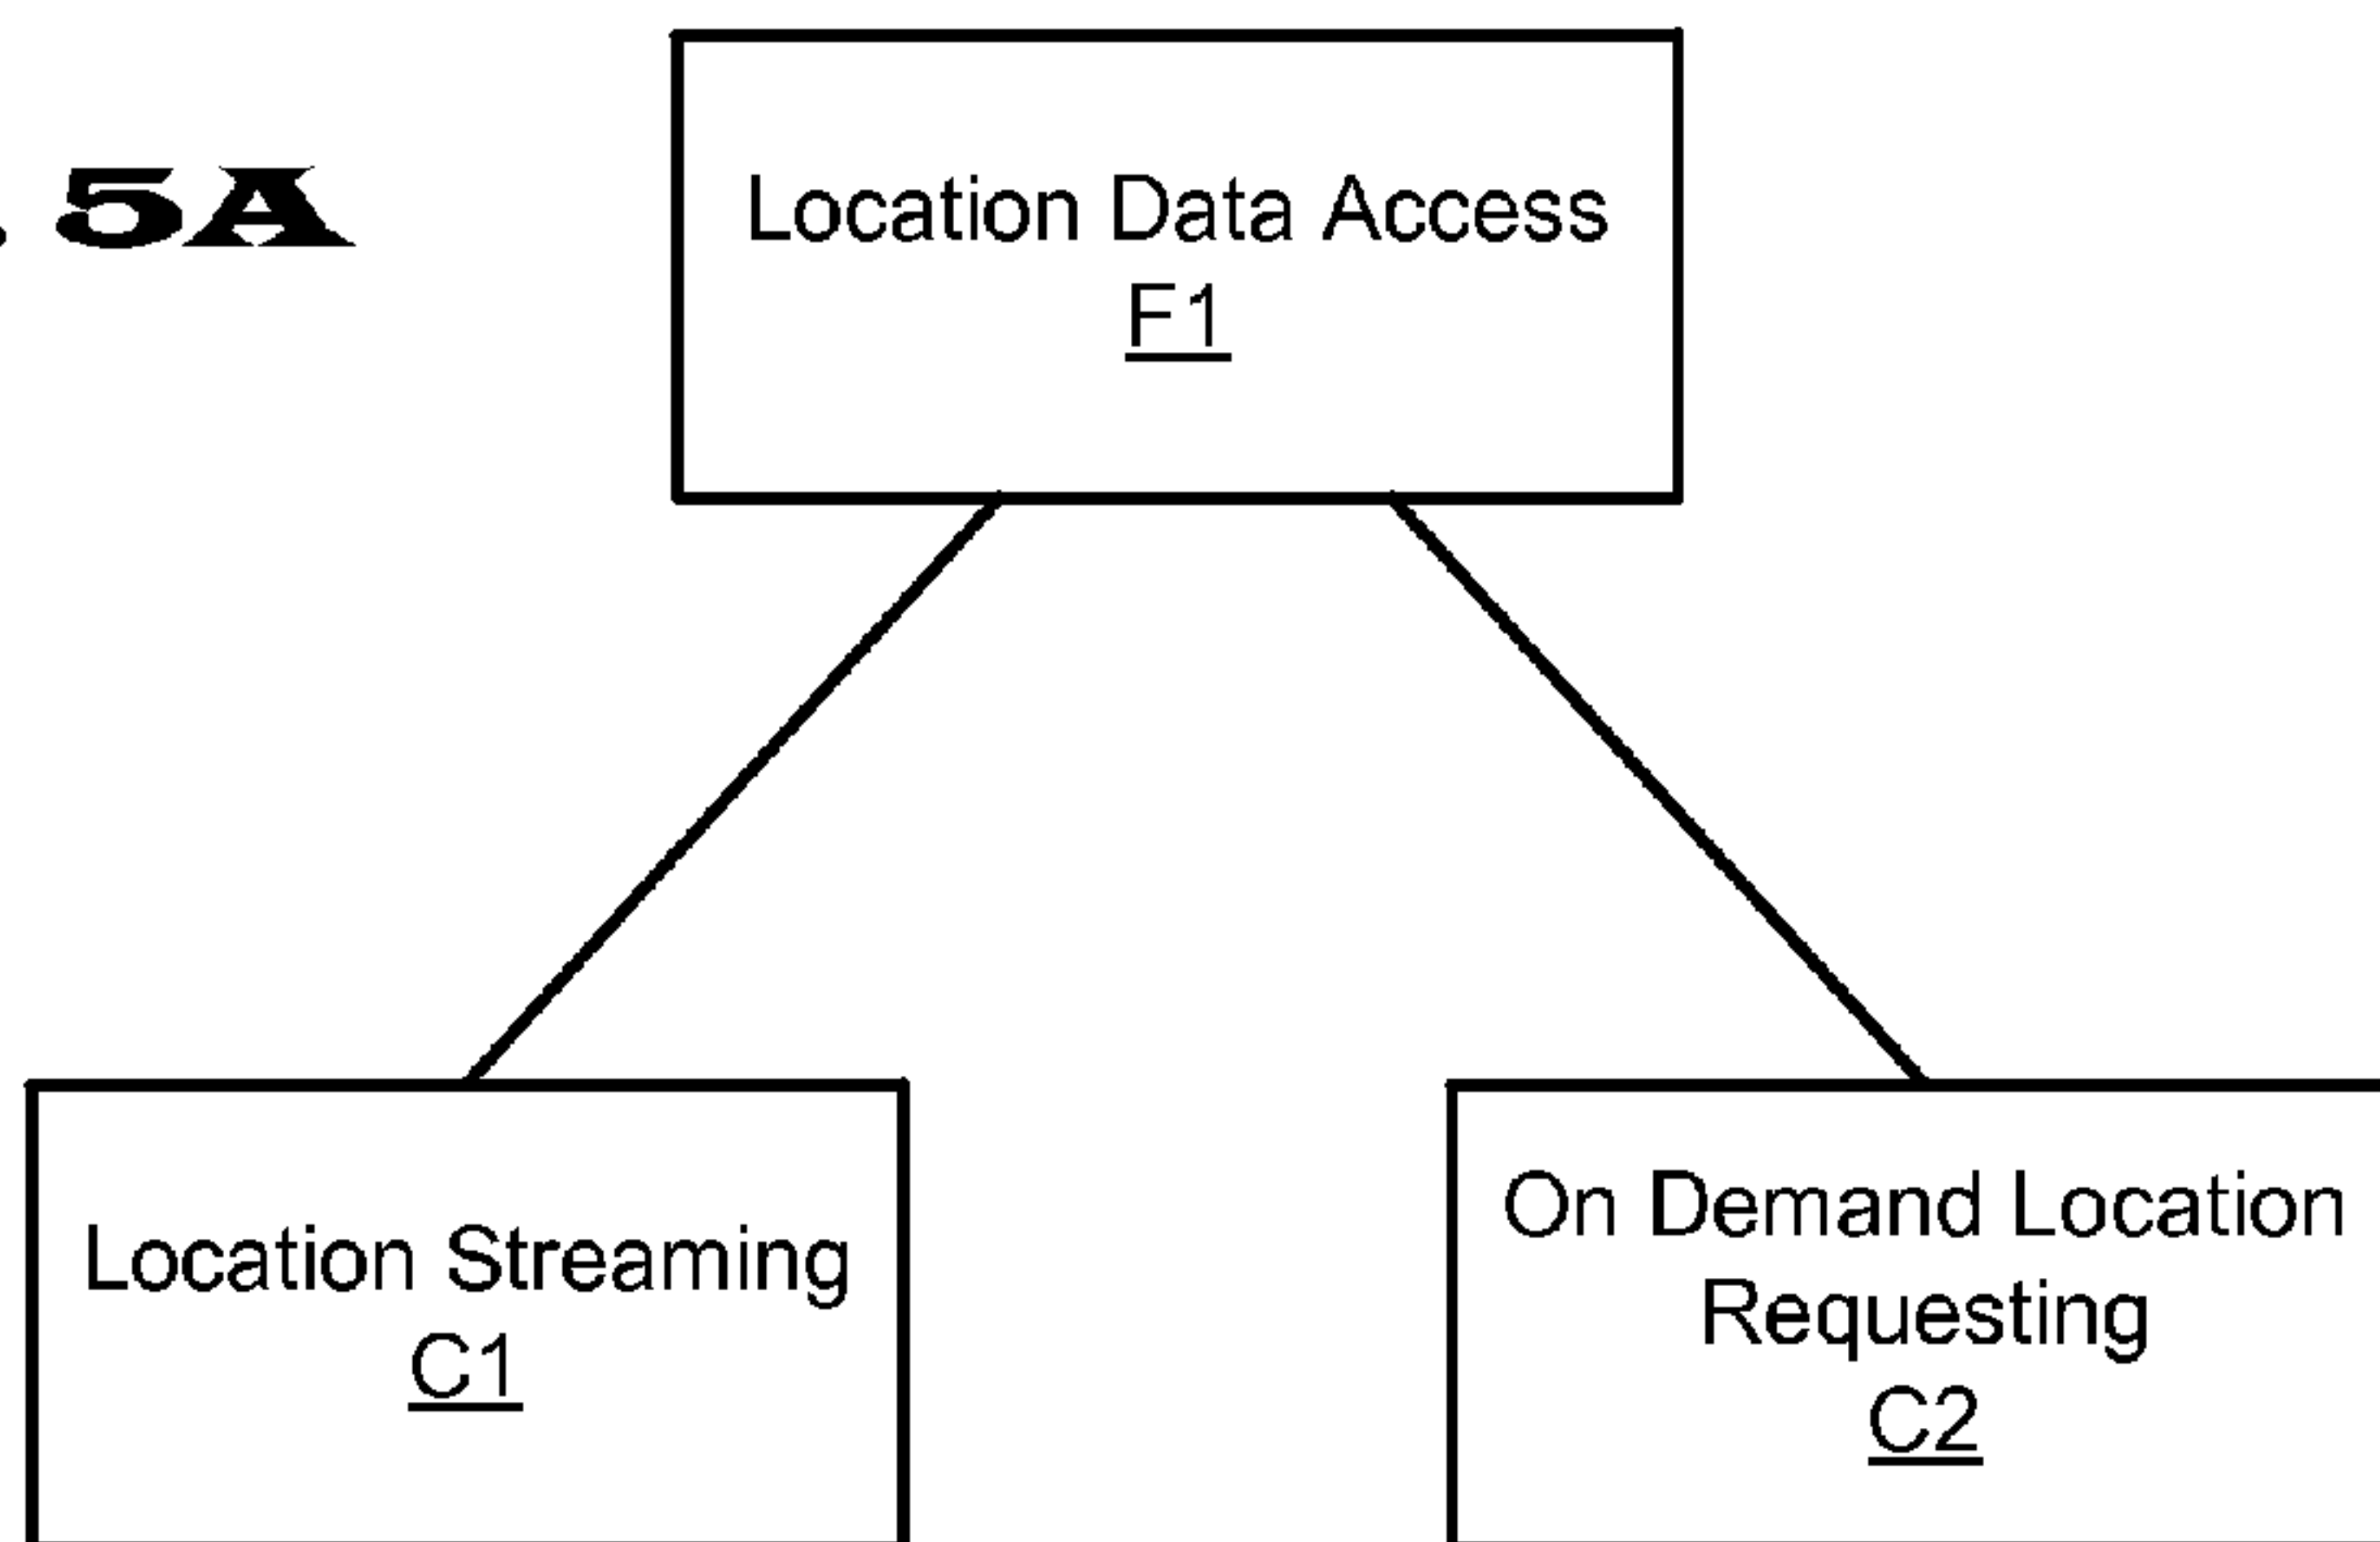 5A
Location Data Access
F1
Location Streaming
C1
On Demand Location
Requesting
C2